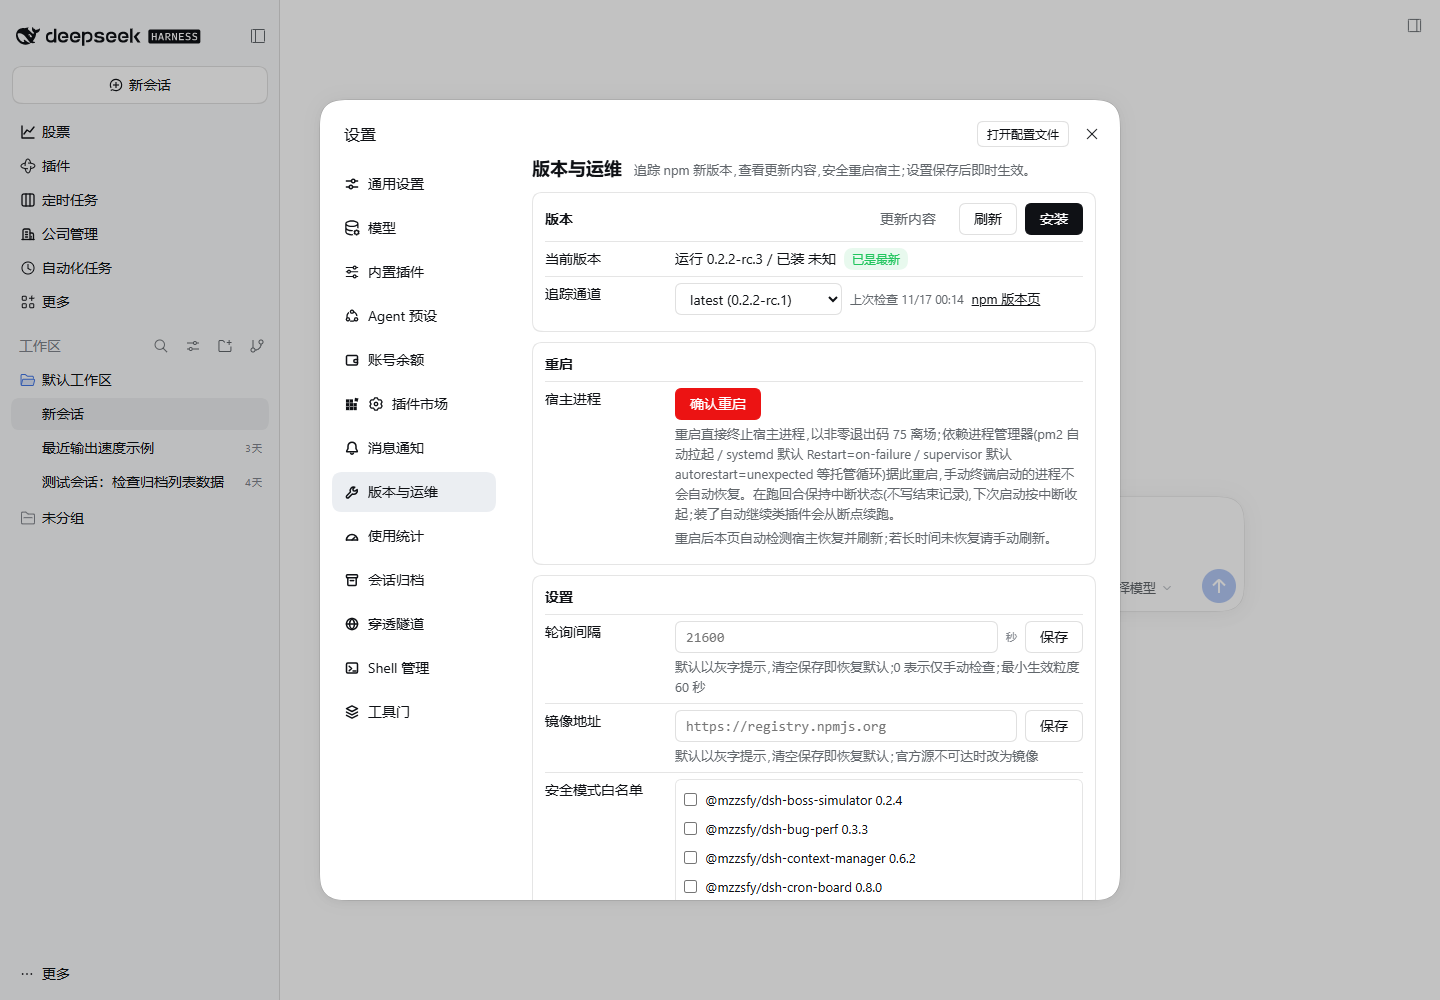 deepseek HARNESS
新会话
股票
插件
定时任务
公司管理
自动化任务
更多
工作区
默认工作区
新会话
最近输出速度示例 3天
测试会话：检查归档列表数据 4天
未分组
更多
设置
打开配置文件
通用设置
模型
内置插件
Agent 预设
账号余额
插件市场
消息通知
版本与运维
使用统计
会话归档
穿透隧道
Shell 管理
工具门
版本与运维 追踪 npm 新版本,查看更新内容,安全重启宿主;设置保存后即时生效。
版本 更新内容 刷新 安装
当前版本 运行 0.2.2-rc.3 / 已装 未知 已是最新
追踪通道 latest (0.2.2-rc.1) 上次检查 11/17 00:14 npm 版本页
重启
宿主进程 确认重启
重启直接终止宿主进程,以非零退出码 75 离场;依赖进程管理器(pm2 自
动拉起 / systemd 默认 Restart=on-failure / supervisor 默认
autorestart=unexpected 等托管循环)据此重启,手动终端启动的进程不
会自动恢复。在跑回合保持中断状态(不写结束记录),下次启动按中断收
起;装了自动继续类插件会从断点续跑。
重启后本页自动检测宿主恢复并刷新;若长时间未恢复请手动刷新。
设置
轮询间隔 21600 秒 保存
默认以灰字提示,清空保存即恢复默认;0 表示仅手动检查;最小生效粒度
60 秒
镜像地址 https://registry.npmjs.org 保存
默认以灰字提示,清空保存即恢复默认;官方源不可达时改为镜像
安全模式白名单
@mzzsfy/dsh-boss-simulator 0.2.4
@mzzsfy/dsh-bug-perf 0.3.3
@mzzsfy/dsh-context-manager 0.6.2
@mzzsfy/dsh-cron-board 0.8.0
择模型